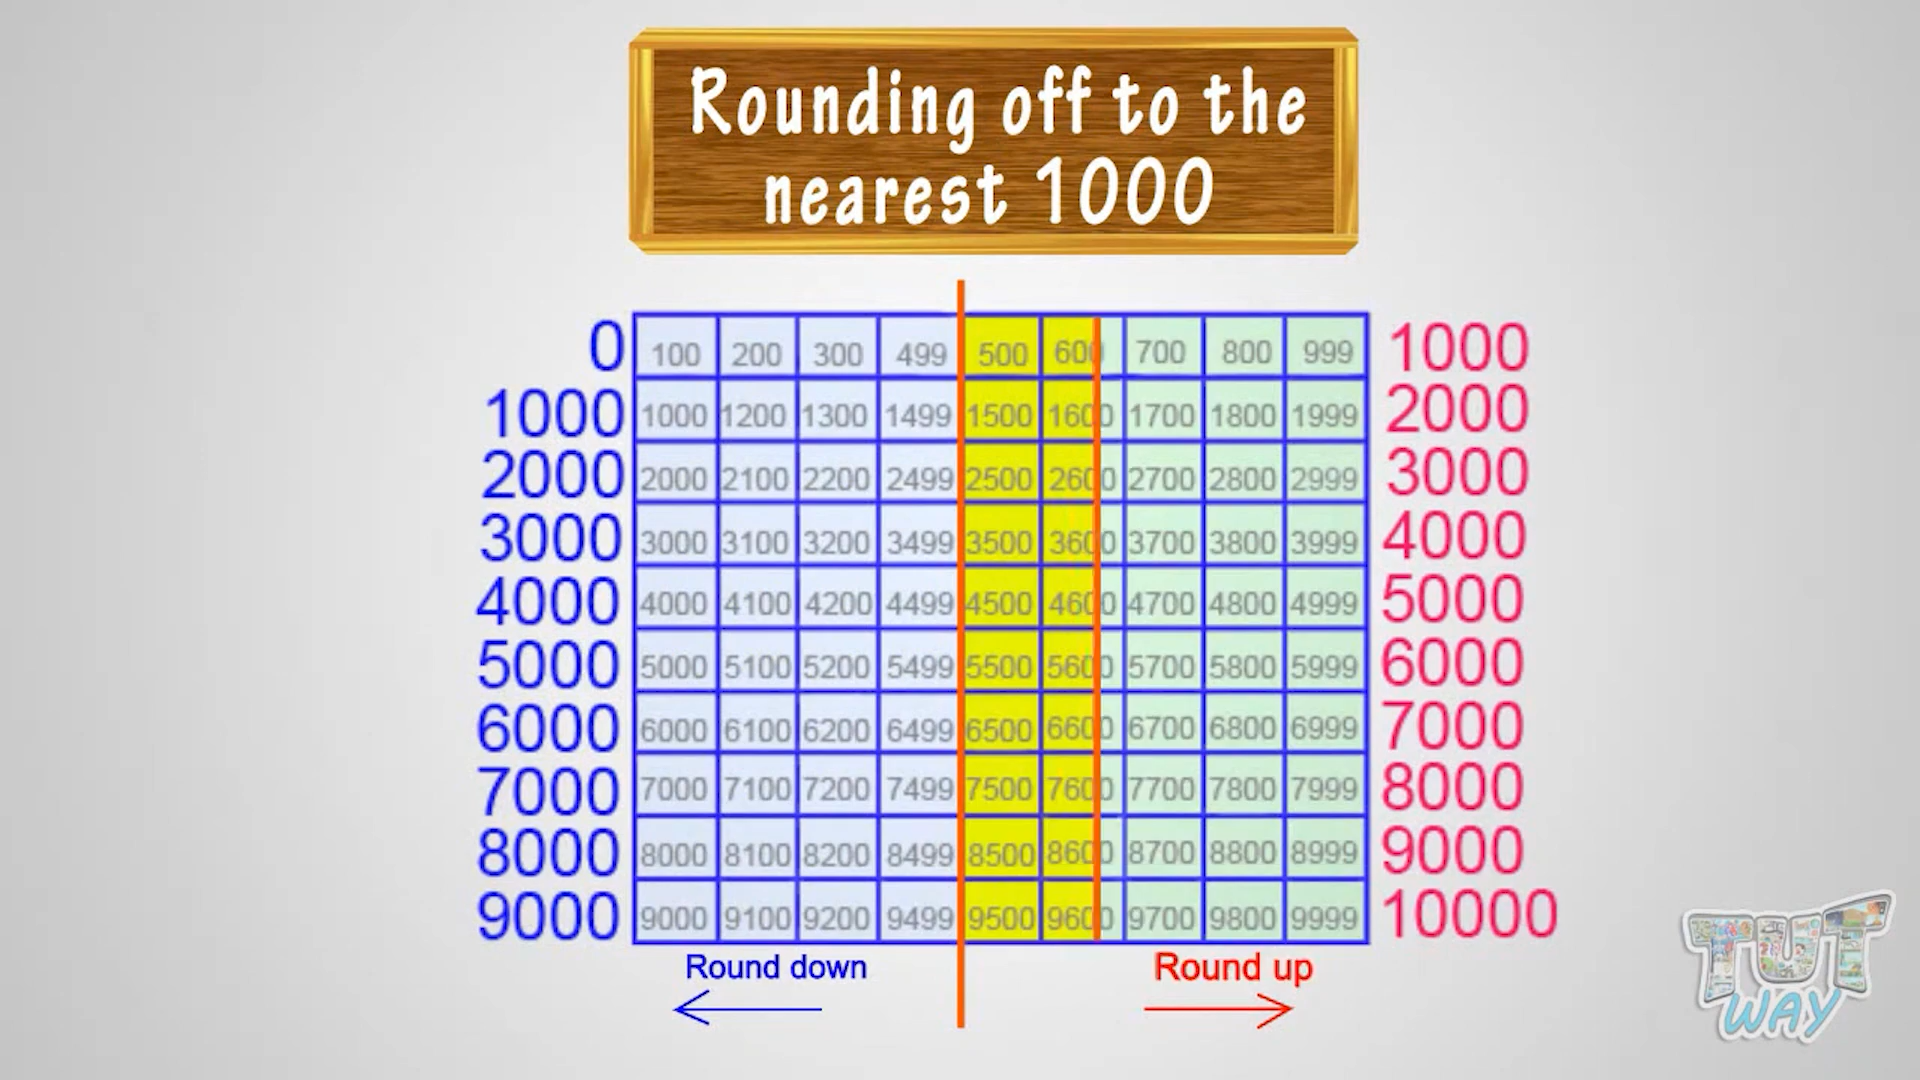 Rounding off to the
nearest 1000
0 100 200 300 499 500 600 700 800 999 1000
1000 1000 1200 1300 1499 1500 1600 1700 1800 1999 2000
2000 2000 2100 2200 2499 2500 2600 2700 2800 2999 3000
3000 3000 3100 3200 3499 3500 3600 3700 3800 3999 4000
4000 4000 4100 4200 4499 4500 4600 4700 4800 4999 5000
5000 5000 5100 5200 5499 5500 5600 5700 5800 5999 6000
6000 6000 6100 6200 6499 6500 6600 6700 6800 6999 7000
7000 7000 7100 7200 7499 7500 7600 7700 7800 7999 8000
8000 8000 8100 8200 8499 8500 8600 8700 8800 8999 9000
9000 9000 9100 9200 9499 9500 9600 9700 9800 9999 10000
Round down Round up
TUT
WAY